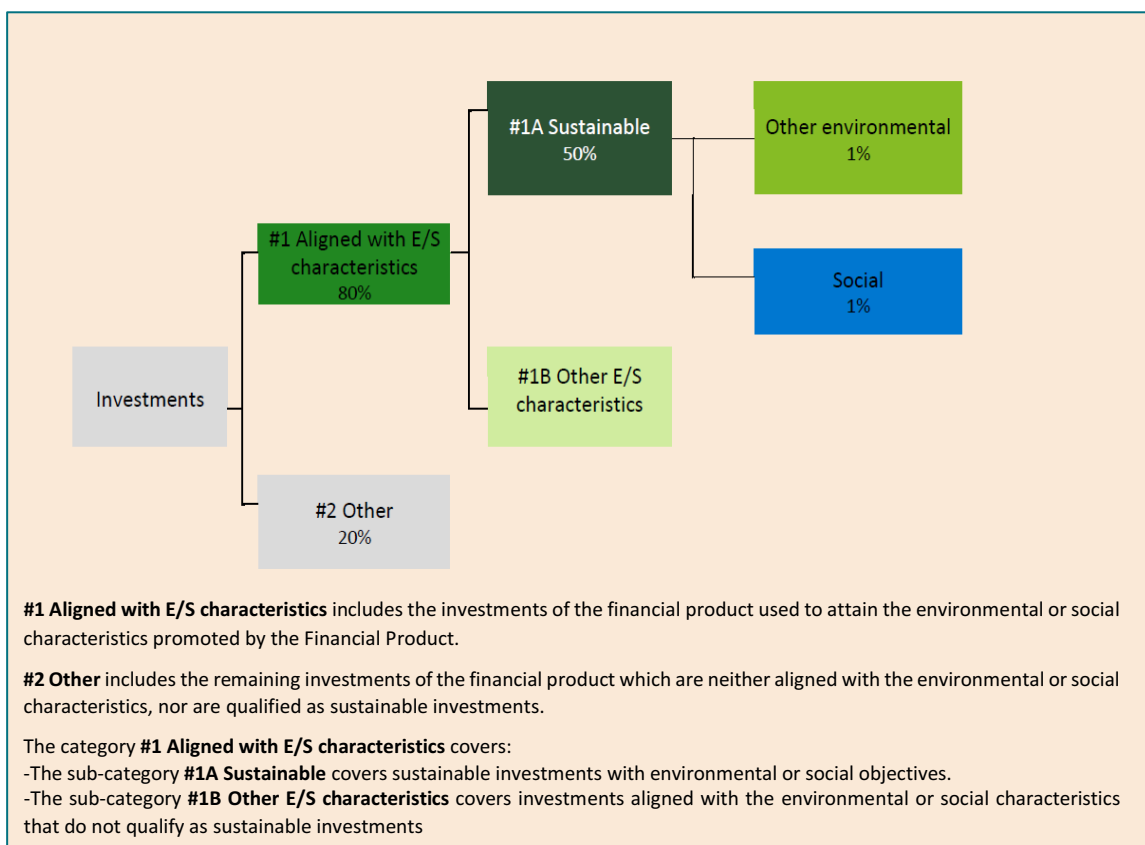 #1A Sustainable
50%
Other environmental
1%
#1 Aligned with E/S
characteristics
80%
Social
1%
Investments
#1B Other E/S
characteristics
#2 Other
20%
#1 Aligned with E/S characteristics includes the investments of the financial product used to attain the environmental or social
characteristics promoted by the Financial Product.
#2 Other includes the remaining investments of the financial product which are neither aligned with the environmental or social
characteristics, nor are qualified as sustainable investments.
The category #1 Aligned with E/S characteristics covers:
-The sub-category #1A Sustainable covers sustainable investments with environmental or social objectives.
-The sub-category #1B Other E/S characteristics covers investments aligned with the environmental or social characteristics
that do not qualify as sustainable investments